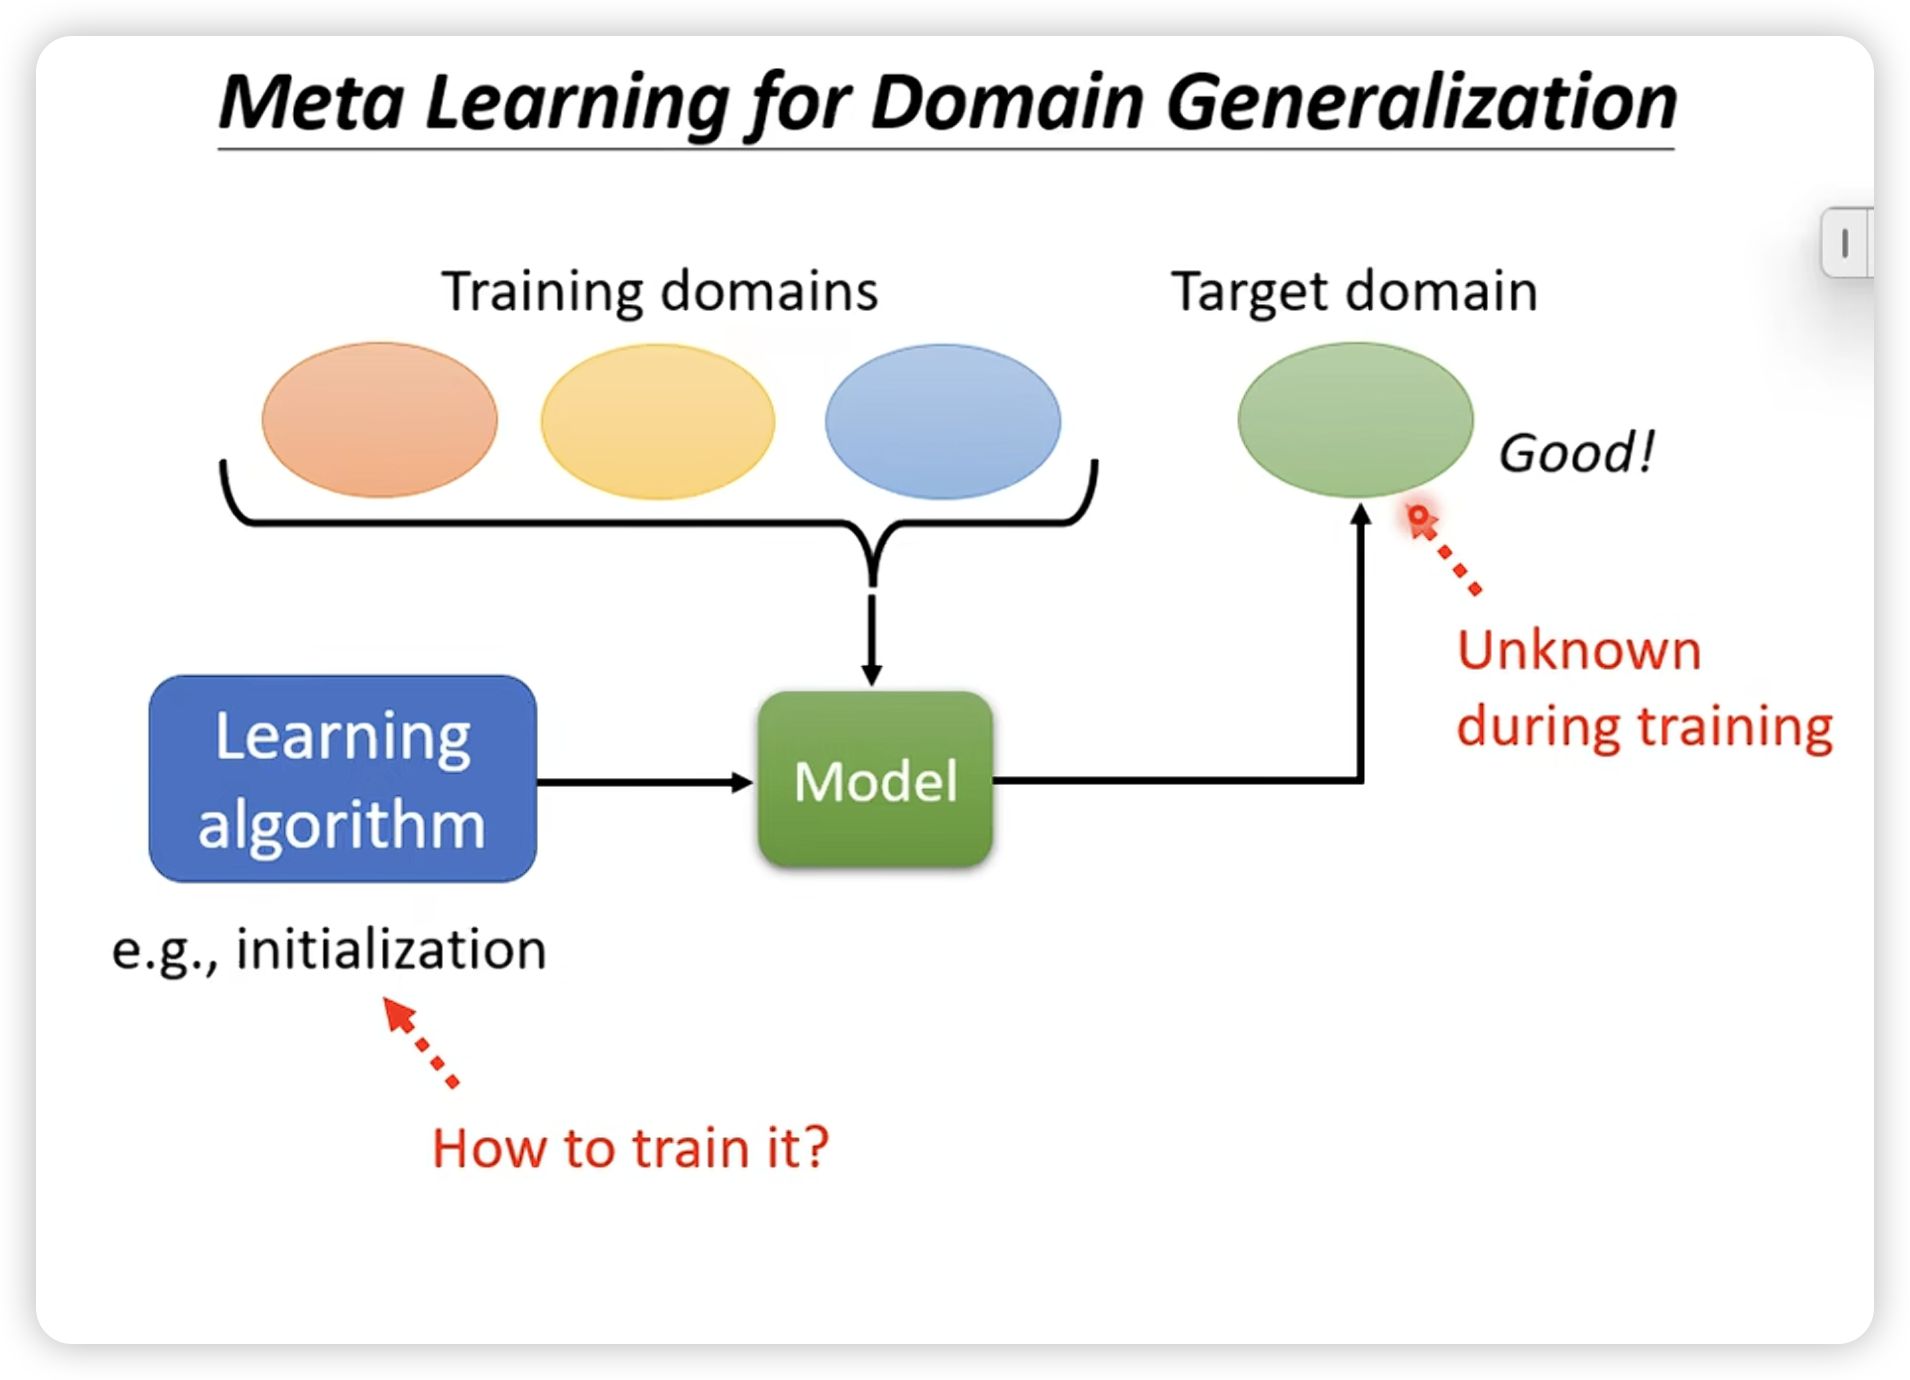 Meta Learning for Domain Generalization
Training domains
Target domain
Good!
Unknown
during training
Learning
algorithm
Model
e.g., initialization
How to train it?